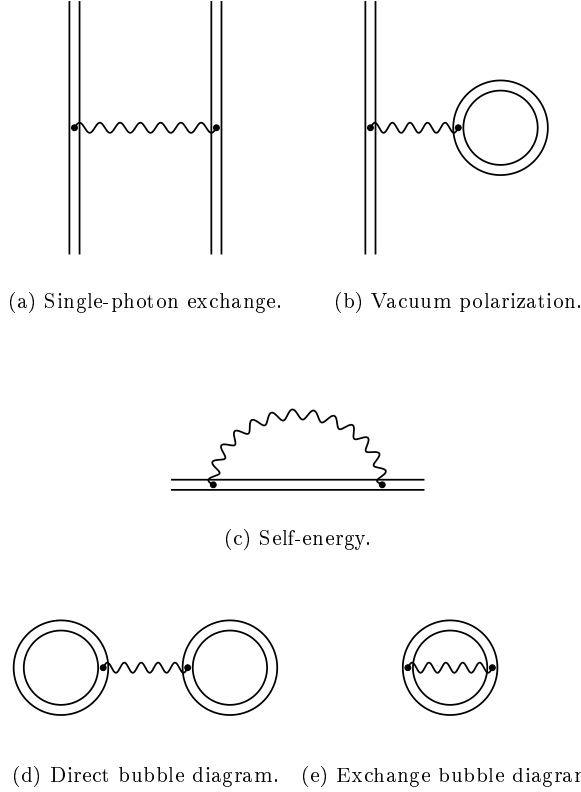 (a) Single-photon exchange.
(b) Vacuum polarization.
(c) Self-energy.
(d) Direct bubble diagram.
(e) Exchange bubble